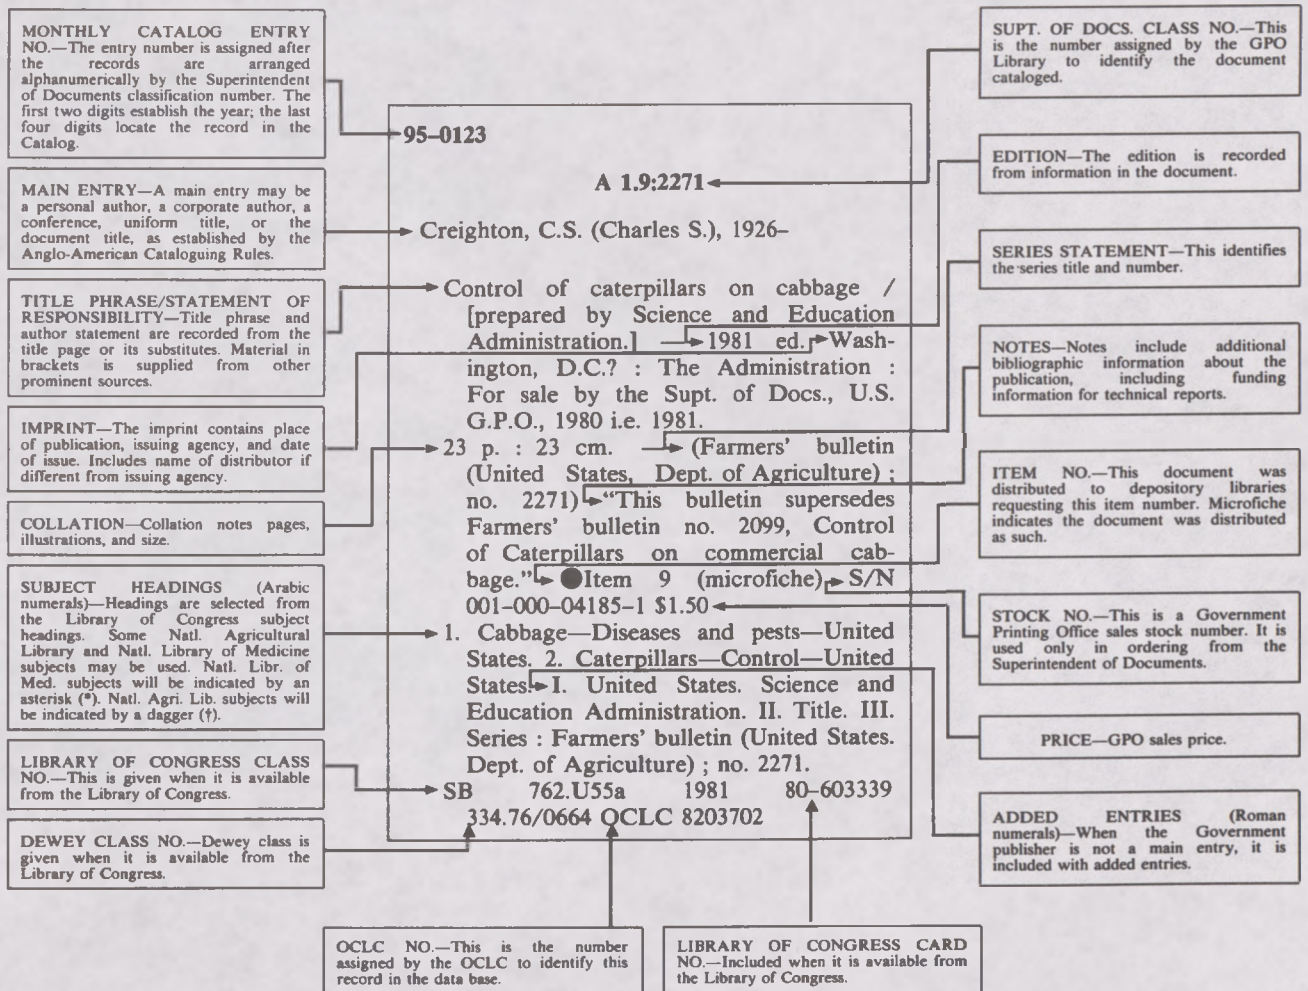 MONTHLY CATALOG ENTRY
NO.—The entry number is assigned after
the records are arranged
alphanumerically by the Superintendent
of Documents classification number. The
first two digits establish the year; the last
four digits locate the record in the
Catalog.
MAIN ENTRY—A main entry may be
a personal author, a corporate author, a
conference, uniform title, or the
document title, as established by the
Anglo-American Cataloguing Rules.
TITLE PHRASE/STATEMENT OF
RESPONSIBILITY—Title phrase and
author statement are recorded from the
title page or its substitutes. Material in
brackets is supplied from other
prominent sources.
IMPRINT—The imprint contains place
of publication, issuing agency, and date
of issue. Includes name of distributor if
different from issuing agency.
COLLATION—Collation notes pages,
illustrations, and size.
SUBJECT HEADINGS (Arabic
numerals)—Headings are selected from
the Library of Congress subject
headings. Some Natl. Agricultural
Library and Natl. Library of Medicine
subjects may be used. Natl. Libr. of
Med. subjects will be indicated by an
asterisk (*). Natl. Agri. Lib. subjects will
be indicated by a dagger (†).
LIBRARY OF CONGRESS CLASS
NO.—This is given when it is available
from the Library of Congress.
DEWEY CLASS NO.—Dewey class is
given when it is available from the
Library of Congress.
95–0123
A 1.9:2271
Creighton, C.S. (Charles S.), 1926–
Control of caterpillars on cabbage /
[prepared by Science and Education
Administration.] 1981 ed. Wash-
ington, D.C.? : The Administration :
For sale by the Supt. of Docs., U.S.
G.P.O., 1980 i.e. 1981.
23 p. : 23 cm. (Farmers' bulletin
(United States, Dept. of Agriculture) ;
no. 2271) "This bulletin supersedes
Farmers' bulletin no. 2099, Control
of Caterpillars on commercial cab-
bage." ●Item 9 (microfiche) S/N
001–000–04185–1 $1.50
1. Cabbage—Diseases and pests—United
States. 2. Caterpillars—Control—United
States. I. United States. Science and
Education Administration. II. Title. III.
Series : Farmers' bulletin (United States.
Dept. of Agriculture) ; no. 2271.
SB 762.U55a 1981 80–603339
334.76/0664 OCLC 8203702
SUPT. OF DOCS. CLASS NO.—This
is the number assigned by the GPO
Library to identify the document
cataloged.
EDITION—The edition is recorded
from information in the document.
SERIES STATEMENT—This identifies
the series title and number.
NOTES—Notes include additional
bibliographic information about the
publication, including funding
information for technical reports.
ITEM NO.—This document was
distributed to depository libraries
requesting this item number. Microfiche
indicates the document was distributed
as such.
STOCK NO.—This is a Government
Printing Office sales stock number. It is
used only in ordering from the
Superintendent of Documents.
PRICE—GPO sales price.
ADDED ENTRIES (Roman
numerals)—When the Government
publisher is not a main entry, it is
included with added entries.
OCLC NO.—This is the number
assigned by the OCLC to identify this
record in the data base.
LIBRARY OF CONGRESS CARD
NO.—Included when it is available from
the Library of Congress.